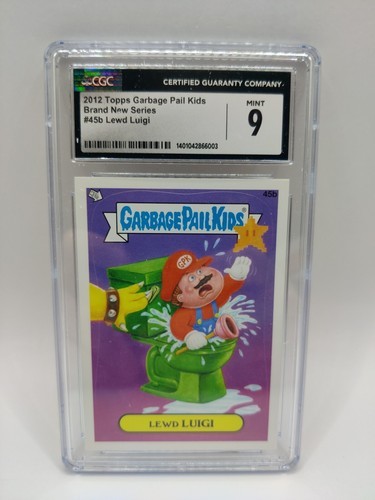 CGC
CERTIFIED GUARANTY COMPANY
2012 Topps Garbage Pail Kids
Brand New Series
#45b Lewd Luigi
MINT
9
1401042866003
45b
GARBAGE PAIL KIDS
GPK
LEWD LUIGI